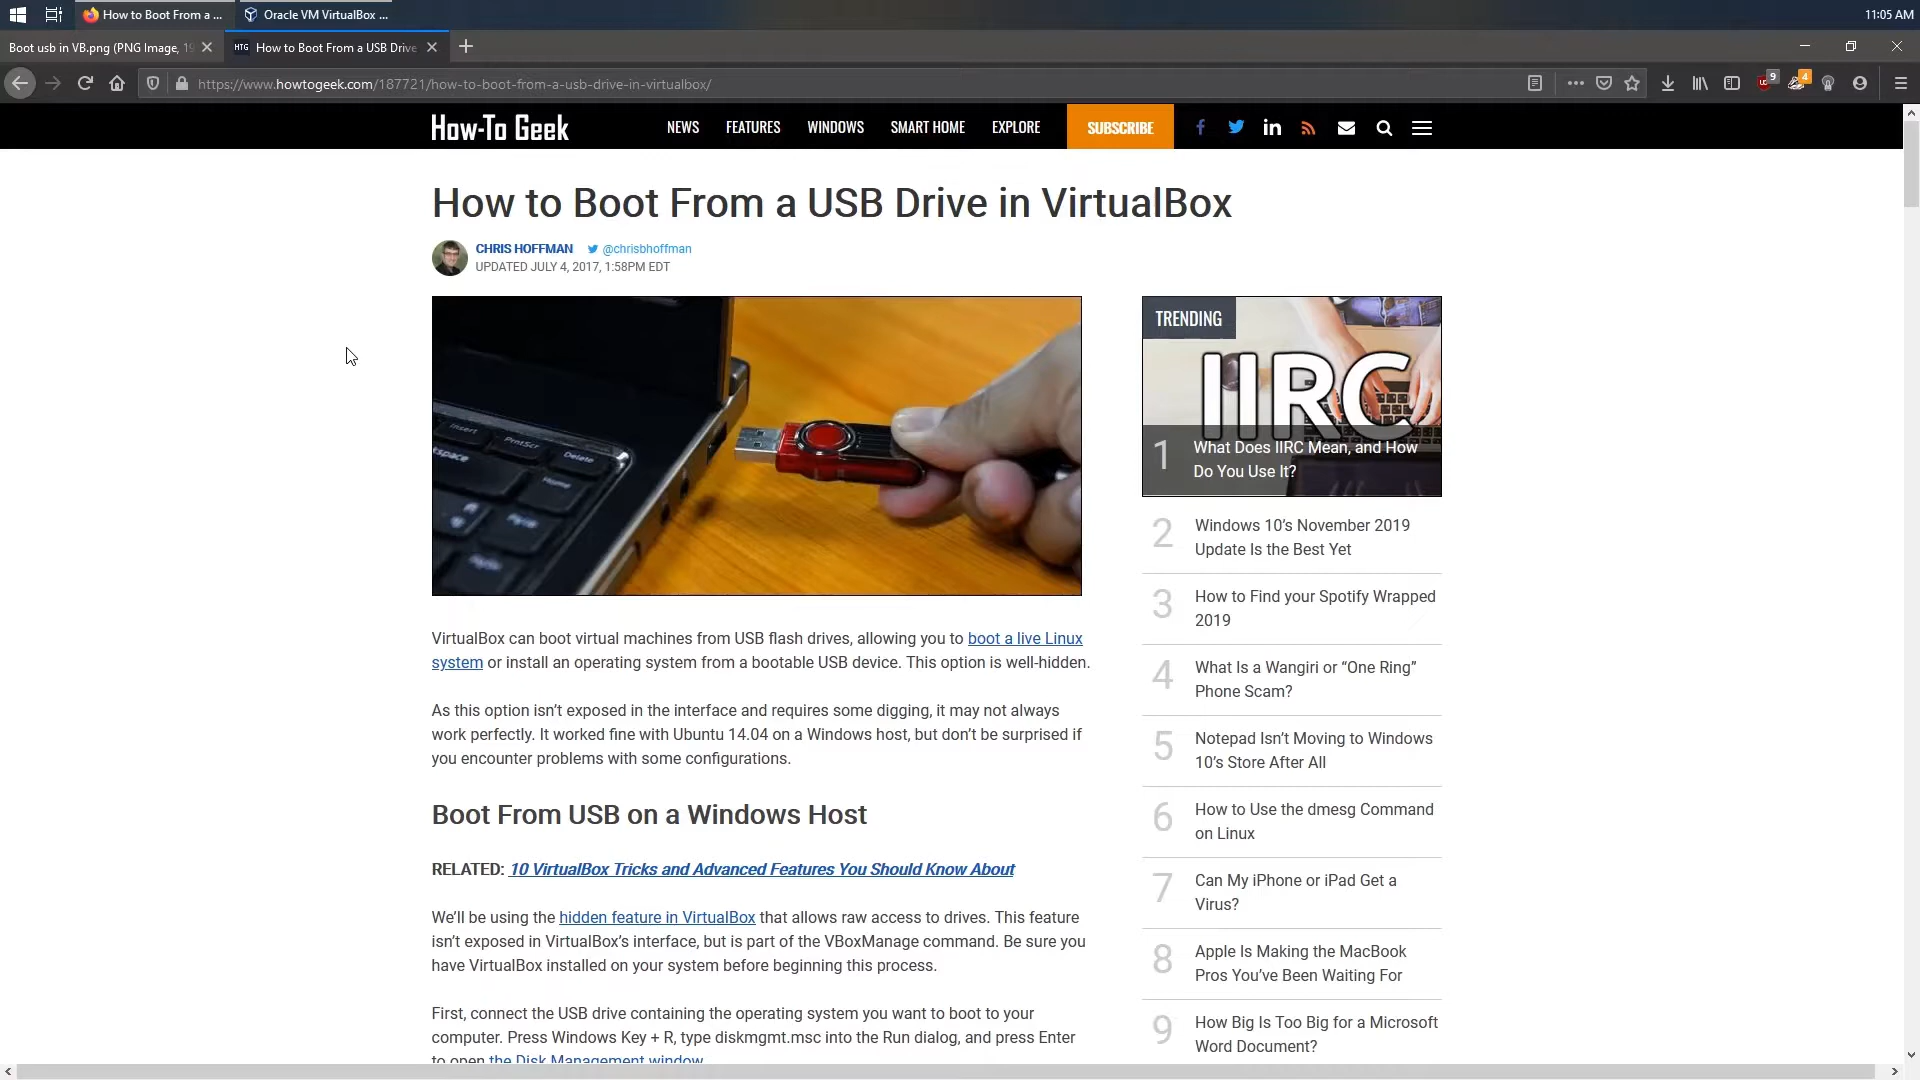 How to Boot From a ...
Oracle VM VirtualBox ...
11:05 AM
Boot usb in VB.png (PNG Image, 19
HTG
How to Boot From a USB Drive
https://www.howtogeek.com/187721/how-to-boot-from-a-usb-drive-in-virtualbox/
9
4
How-To Geek
NEWS
FEATURES
WINDOWS
SMART HOME
EXPLORE
SUBSCRIBE
How to Boot From a USB Drive in VirtualBox
CHRIS HOFFMAN
@chrisbhoffman
UPDATED JULY 4, 2017, 1:58PM EDT
Insert
PrntScr
Delete
Home
VirtualBox can boot virtual machines from USB flash drives, allowing you to boot a live Linux
system or install an operating system from a bootable USB device. This option is well-hidden.
As this option isn’t exposed in the interface and requires some digging, it may not always
work perfectly. It worked fine with Ubuntu 14.04 on a Windows host, but don’t be surprised if
you encounter problems with some configurations.
Boot From USB on a Windows Host
RELATED: 10 VirtualBox Tricks and Advanced Features You Should Know About
We’ll be using the hidden feature in VirtualBox that allows raw access to drives. This feature
isn’t exposed in VirtualBox’s interface, but is part of the VBoxManage command. Be sure you
have VirtualBox installed on your system before beginning this process.
First, connect the USB drive containing the operating system you want to boot to your
computer. Press Windows Key + R, type diskmgmt.msc into the Run dialog, and press Enter
to open the Disk Management window.
TRENDING
IIRC
1
What Does IIRC Mean, and How
Do You Use It?
2
Windows 10’s November 2019
Update Is the Best Yet
3
How to Find your Spotify Wrapped
2019
4
What Is a Wangiri or “One Ring”
Phone Scam?
5
Notepad Isn’t Moving to Windows
10’s Store After All
6
How to Use the dmesg Command
on Linux
7
Can My iPhone or iPad Get a
Virus?
8
Apple Is Making the MacBook
Pros You’ve Been Waiting For
9
How Big Is Too Big for a Microsoft
Word Document?